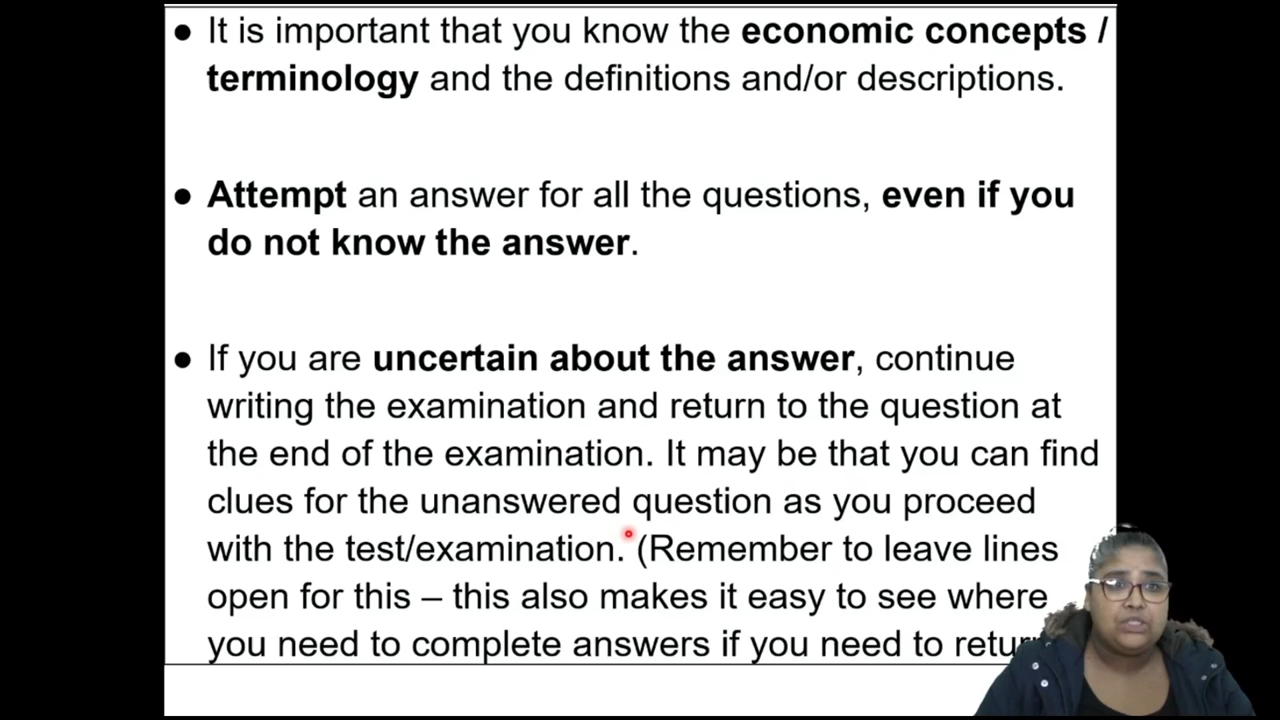 ● It is important that you know the economic concepts /
terminology and the definitions and/or descriptions.
● Attempt an answer for all the questions, even if you
do not know the answer.
● If you are uncertain about the answer, continue
writing the examination and return to the question at
the end of the examination. It may be that you can find
clues for the unanswered question as you proceed
with the test/examination. (Remember to leave lines
open for this – this also makes it easy to see where
you need to complete answers if you need to